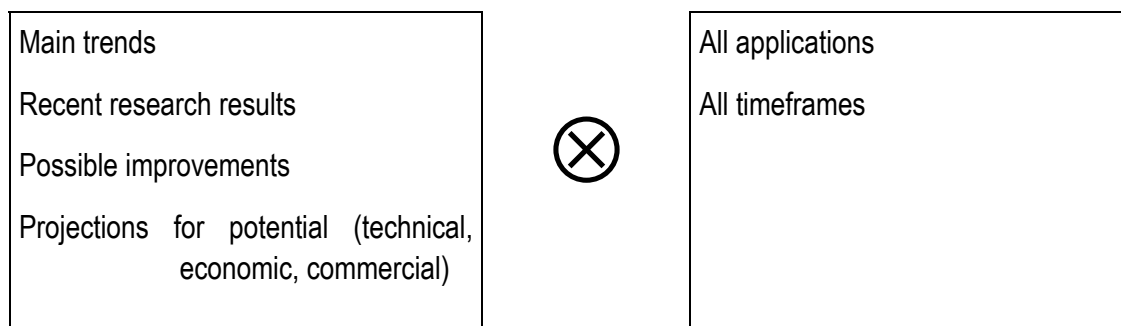 Main trends
Recent research results
Possible improvements
Projections for potential (technical,
economic, commercial)
All applications
All timeframes